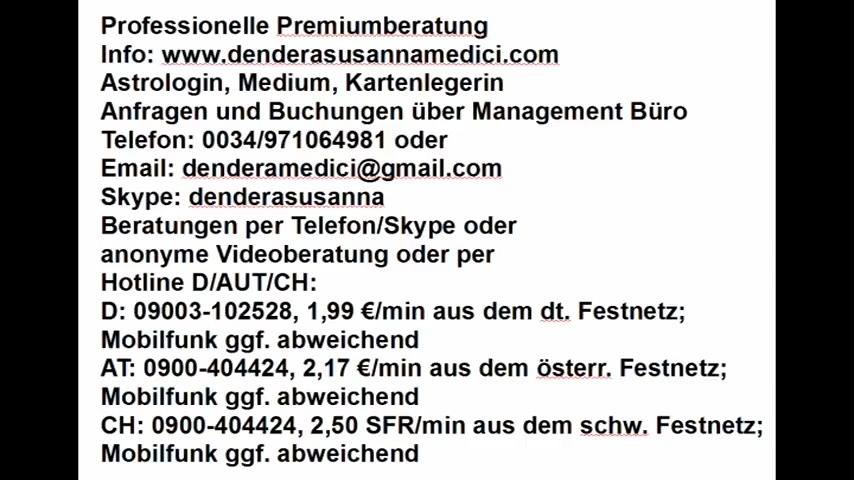 Professionelle Premiumberatung
Info: www.denderasusannamedici.com
Astrologin, Medium, Kartenlegerin
Anfragen und Buchungen über Management Büro
Telefon: 0034/971064981 oder
Email: denderamedici@gmail.com
Skype: denderasusanna
Beratungen per Telefon/Skype oder
anonyme Videoberatung oder per
Hotline D/AUT/CH:
D: 09003-102528, 1,99 €/min aus dem dt. Festnetz;
Mobilfunk ggf. abweichend
AT: 0900-404424, 2,17 €/min aus dem österr. Festnetz;
Mobilfunk ggf. abweichend
CH: 0900-404424, 2,50 SFR/min aus dem schw. Festnetz;
Mobilfunk ggf. abweichend